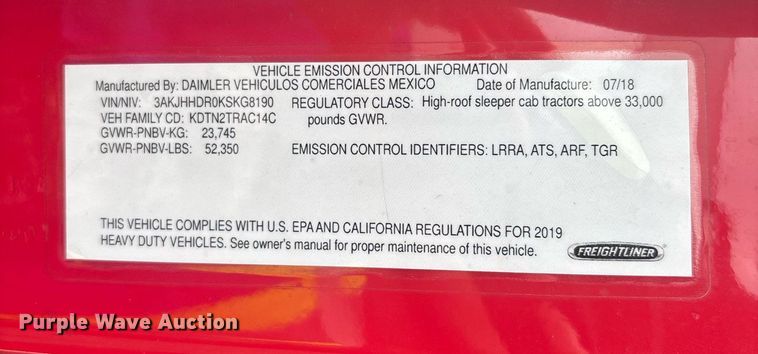 VEHICLE EMISSION CONTROL INFORMATION
Manufactured By: DAIMLER VEHICULOS COMERCIALES MEXICO Date of Manufacture: 07/18
VIN/NIV: 3AKJHHDR0KSKG8190 REGULATORY CLASS: High-roof sleeper cab tractors above 33,000
VEH FAMILY CD: KDTN2TRAC14C pounds GVWR.
GVWR-PNBV-KG: 23,745
GVWR-PNBV-LBS: 52,350 EMISSION CONTROL IDENTIFIERS: LRRA, ATS, ARF, TGR
THIS VEHICLE COMPLIES WITH U.S. EPA AND CALIFORNIA REGULATIONS FOR 2019
HEAVY DUTY VEHICLES. See owner's manual for proper maintenance of this vehicle.
FREIGHTLINER
Purple Wave Auction